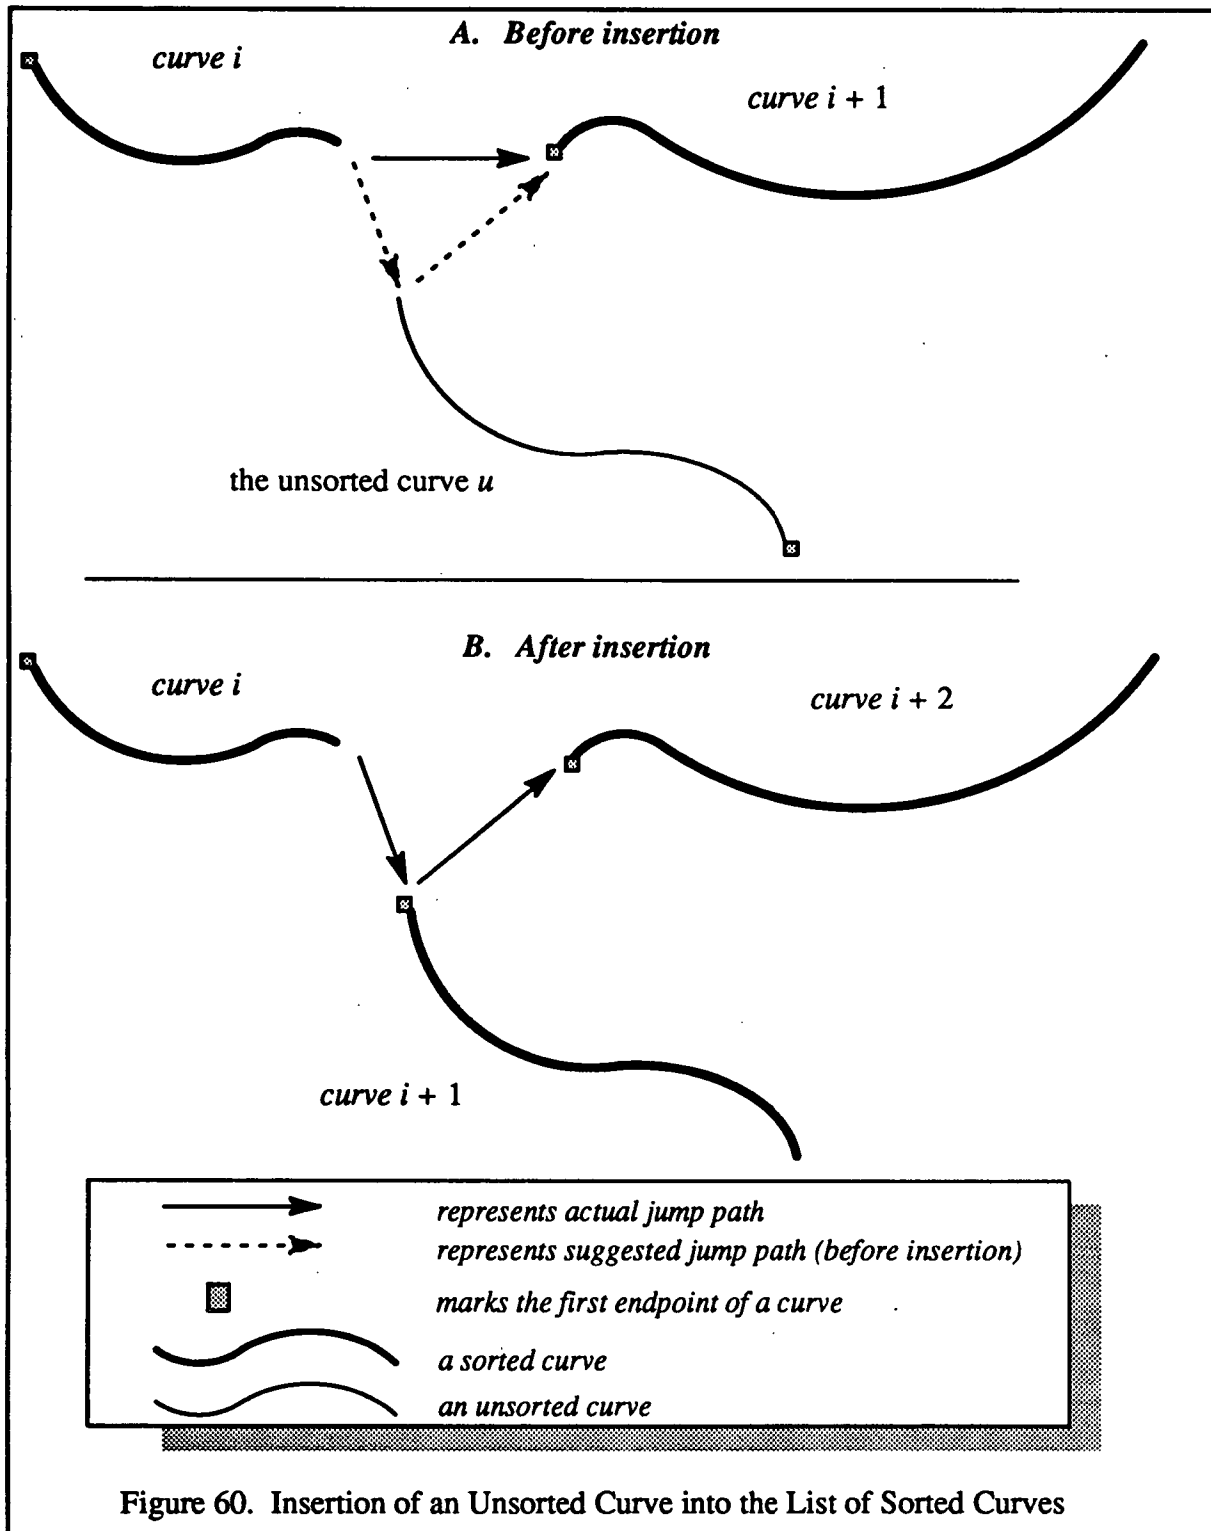 A. Before insertion
curve i
curve i + 1
the unsorted curve u
B. After insertion
curve i
curve i + 2
curve i + 1
represents actual jump path
represents suggested jump path (before insertion)
marks the first endpoint of a curve
a sorted curve
an unsorted curve
Figure 60. Insertion of an Unsorted Curve into the List of Sorted Curves